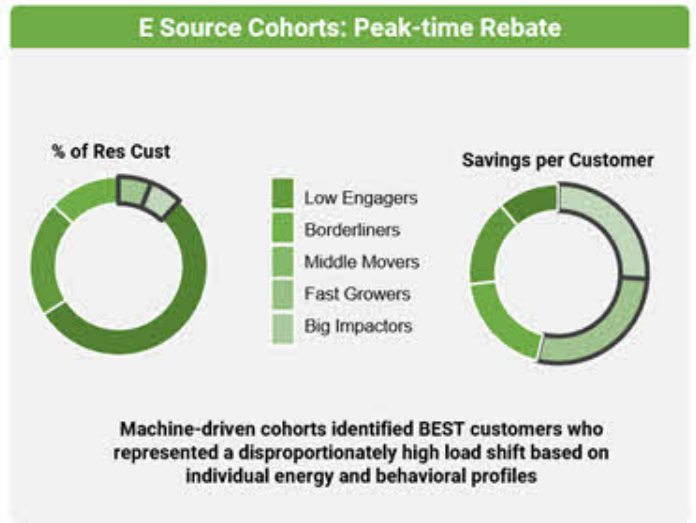 E Source Cohorts: Peak-time Rebate
% of Res Cust
Savings per Customer
Low Engagers
Borderliners
Middle Movers
Fast Growers
Big Impactors
Machine-driven cohorts identified BEST customers who
represented a disproportionately high load shift based on
individual energy and behavioral profiles